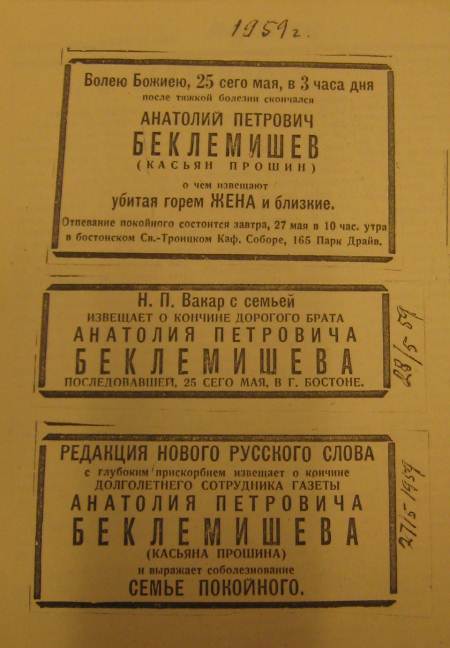 1959 г.
Болею Божиею, 25 сего мая, в 3 часа дня
после тяжкой болезни скончался
АНАТОЛИЙ ПЕТРОВИЧ
БЕКЛЕМИШЕВ
(КАСЬЯН ПРОШИН)
о чем извещают
убитая горем ЖЕНА и близкие.
Отпевание покойного состоится завтра, 27 мая в 10 час. утра
в бостонском Св.-Троицком Каф. Соборе, 165 Парк Драйв.
Н. П. Вакар с семьей
ИЗВЕЩАЕТ О КОНЧИНЕ ДОРОГОГО БРАТА
АНАТОЛИЯ ПЕТРОВИЧА
БЕКЛЕМИШЕВА
ПОСЛЕДОВАВШЕЙ, 25 СЕГО МАЯ, В Г. БОСТОНЕ.
28/5 59
РЕДАКЦИЯ НОВОГО РУССКОГО СЛОВА
с глубоким прискорбием извещает о кончине
ДОЛГОЛЕТНЕГО СОТРУДНИКА ГАЗЕТЫ
АНАТОЛИЯ ПЕТРОВИЧА
БЕКЛЕМИШЕВА
(КАСЬЯНА ПРОШИНА)
и выражает соболезнование
СЕМЬЕ ПОКОЙНОГО.
27/5 1959